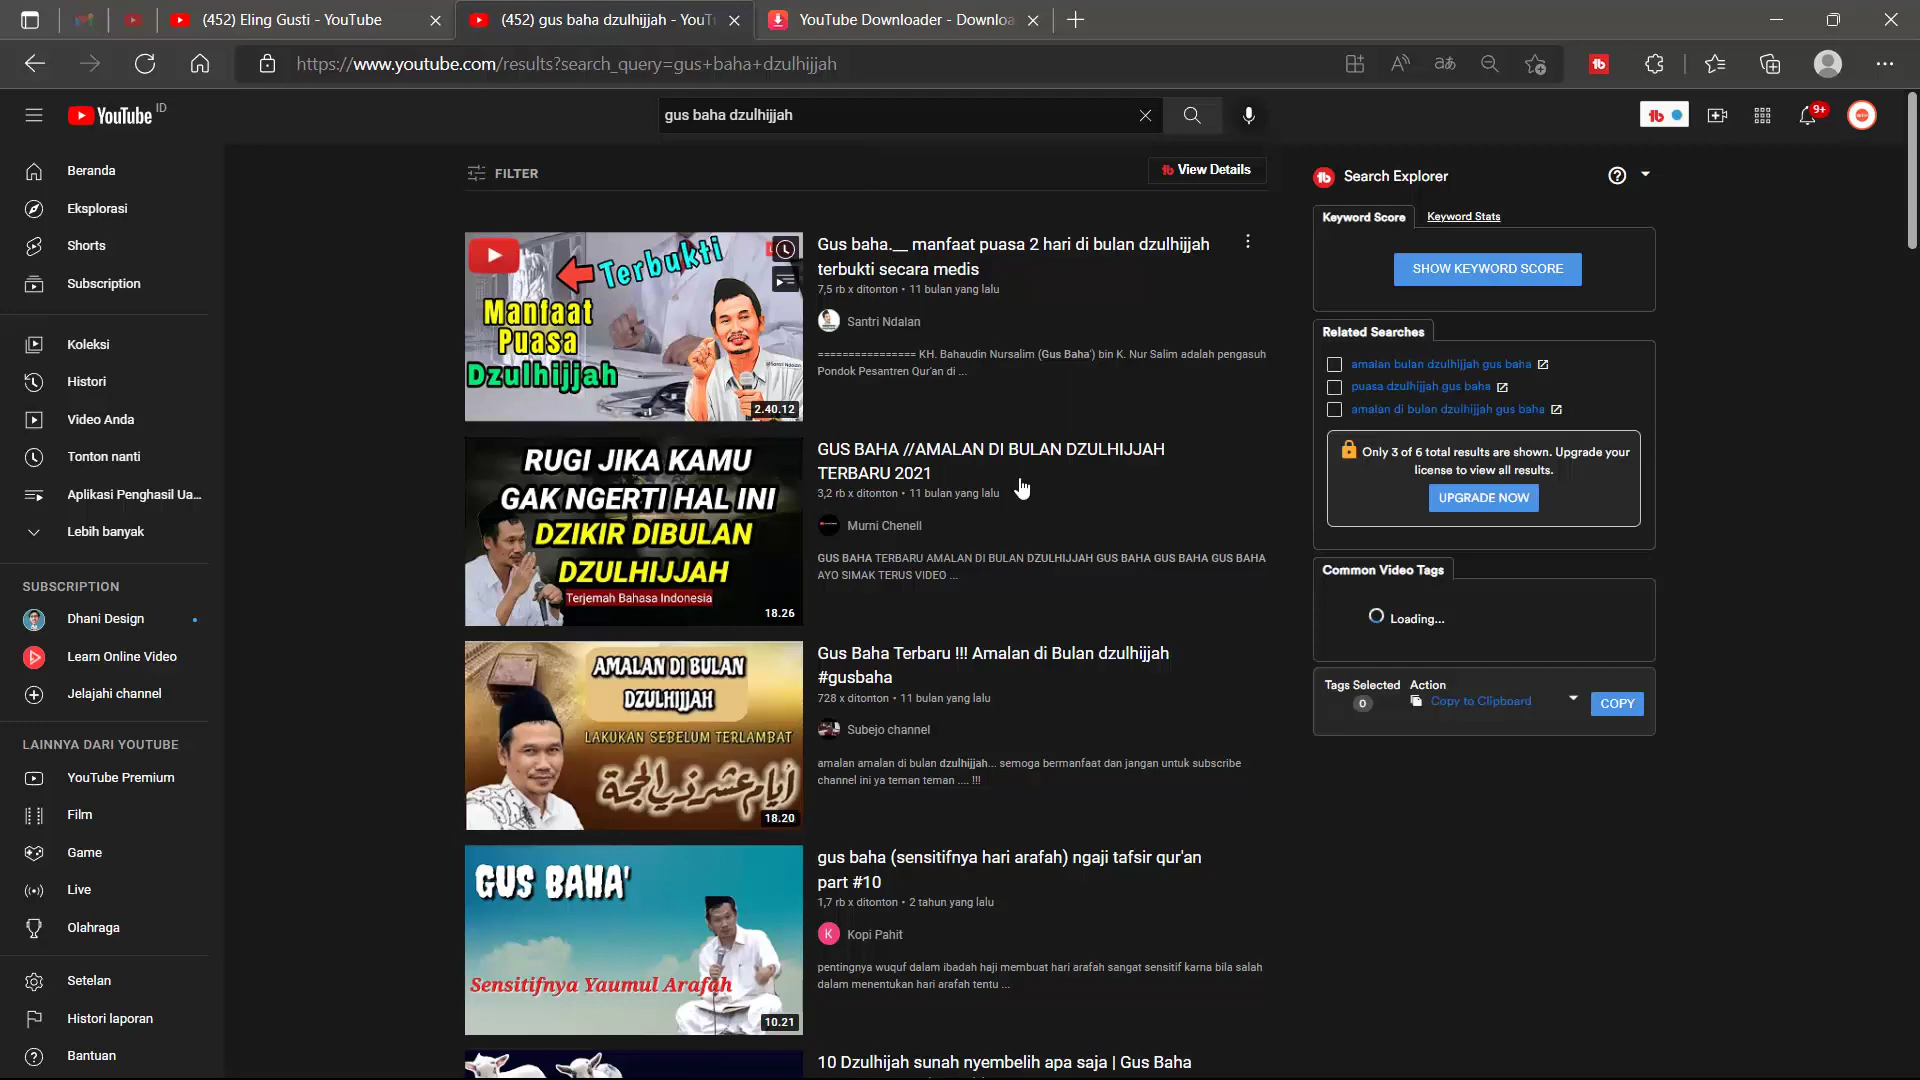 (452) Eling Gusti - YouTube
(452) gus baha dzulhijjah - YouT
YouTube Downloader - Downloa
https://www.youtube.com/results?search_query=gus+baha+dzulhijjah
YouTube ID
gus baha dzulhijjah
9+
Beranda
Eksplorasi
Shorts
Subscription
Koleksi
Histori
Video Anda
Tonton nanti
Aplikasi Penghasil Ua...
Lebih banyak
SUBSCRIPTION
Dhani Design
Learn Online Video
Jelajahi channel
LAINNYA DARI YOUTUBE
YouTube Premium
Film
Game
Live
Olahraga
Setelan
Histori laporan
Bantuan
FILTER
View Details
Terbukti
Manfaat
Puasa
Dzulhijjah
2.40.12
Gus baha.__ manfaat puasa 2 hari di bulan dzulhijjah
terbukti secara medis
7,5 rb x ditonton • 11 bulan yang lalu
Santri Ndalan
================ KH. Bahaudin Nursalim (Gus Baha') bin K. Nur Salim adalah pengasuh
Pondok Pesantren Qur'an di ...
RUGI JIKA KAMU
GAK NGERTI HAL INI
DZIKIR DIBULAN
DZULHIJJAH
Terjemah Bahasa Indonesia
18.26
GUS BAHA //AMALAN DI BULAN DZULHIJJAH
TERBARU 2021
3,2 rb x ditonton • 11 bulan yang lalu
Murni Chenell
GUS BAHA TERBARU AMALAN DI BULAN DZULHIJJAH GUS BAHA GUS BAHA GUS BAHA
AYO SIMAK TERUS VIDEO ...
AMALAN DI BULAN
DZULHIJJAH
LAKUKAN SEBELUM TERLAMBAT
أيام عشر ذي الحجة
18.20
Gus Baha Terbaru !!! Amalan di Bulan dzulhijjah
#gusbaha
728 x ditonton • 11 bulan yang lalu
Subejo channel
amalan amalan di bulan dzulhijjah... semoga bermanfaat dan jangan untuk subscribe
channel ini ya teman teman .... !!!
GUS BAHA'
Sensitifnya Yaumul Arafah
10.21
gus baha (sensitifnya hari arafah) ngaji tafsir qur'an
part #10
1,7 rb x ditonton • 2 tahun yang lalu
K Kopi Pahit
pentingnya wuquf dalam ibadah haji membuat hari arafah sangat sensitif karna bila salah
dalam menentukan hari arafah tentu ...
10 Dzulhijah sunah nyembelih apa saja | Gus Baha
Search Explorer
Keyword Score Keyword Stats
SHOW KEYWORD SCORE
Related Searches
amalan bulan dzulhijjah gus baha
puasa dzulhijjah gus baha
amalan di bulan dzulhijjah gus baha
Only 3 of 6 total results are shown. Upgrade your
license to view all results.
UPGRADE NOW
Common Video Tags
Loading...
Tags Selected Action
0 Copy to Clipboard COPY